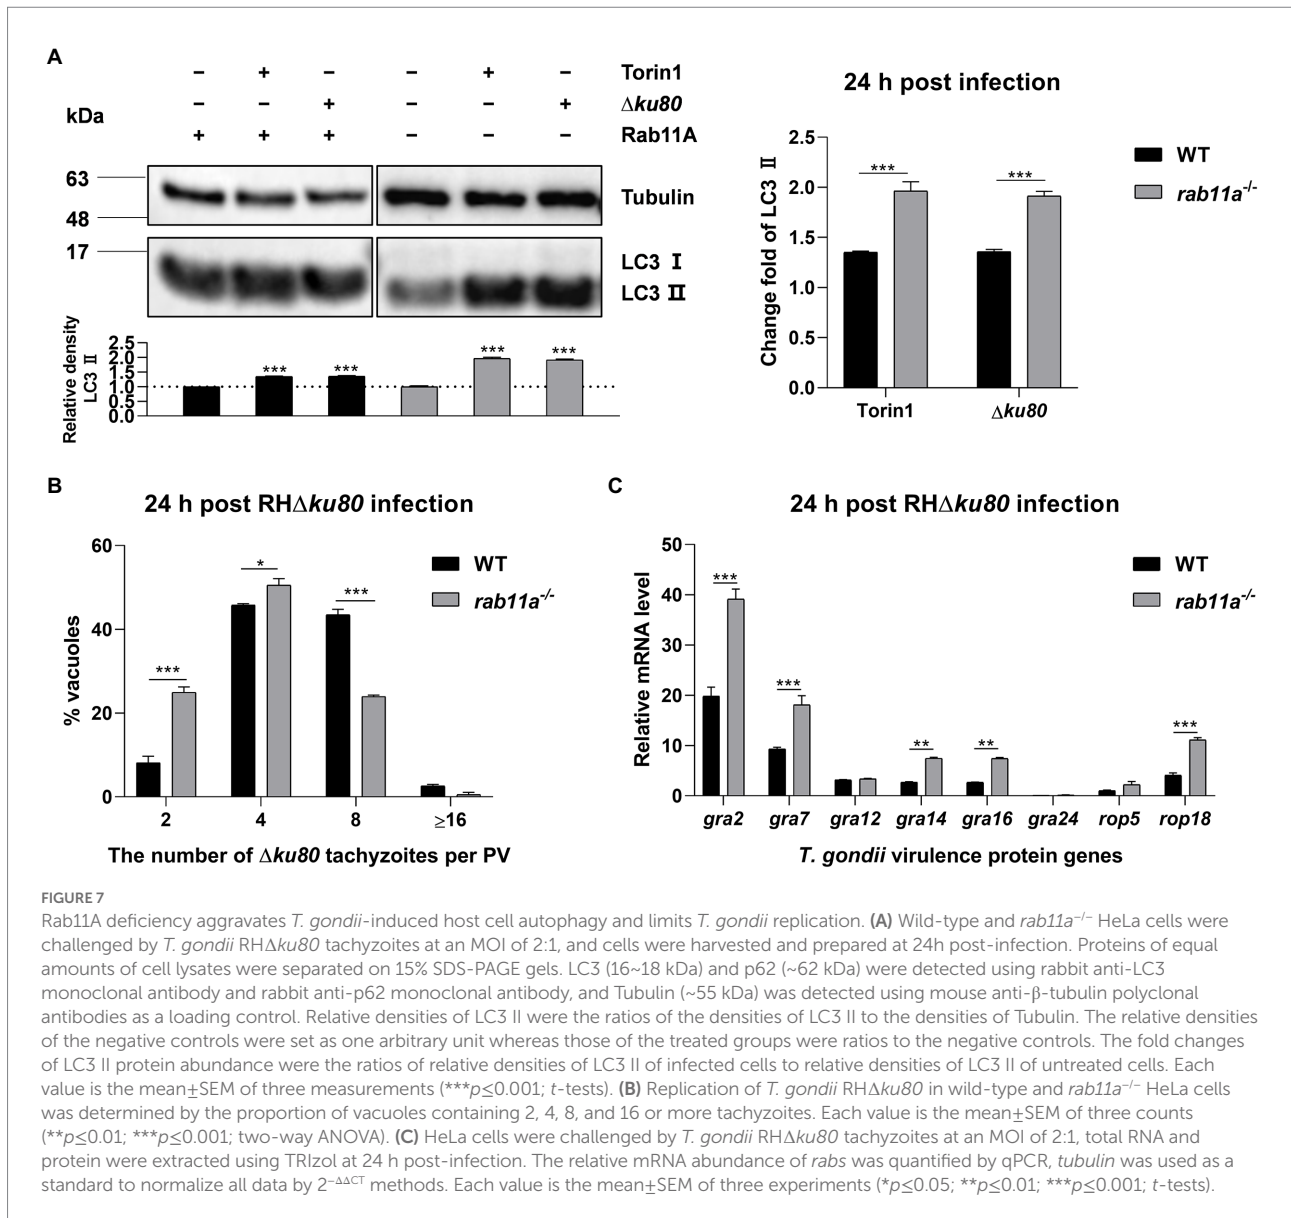 A
− + − − + − Torin1
− − + − − + Δku80
kDa
+ + + − − − Rab11A
63
48
Tubulin
17
LC3 Ⅰ
LC3 Ⅱ
Relative density
LC3 Ⅱ
2.5
2.0
1.5
1.0
0.5
0.0
*** *** *** ***
24 h post infection
Change fold of LC3 Ⅱ
2.5
2.0
1.5
1.0
0.5
0.0
*** ***
Torin1 Δku80
WT
rab11a-/-
B
24 h post RHΔku80 infection
% vacuoles
60
40
20
0
*** * ***
2 4 8 ≥16
The number of Δku80 tachyzoites per PV
WT
rab11a-/-
C
24 h post RHΔku80 infection
Relative mRNA level
50
40
30
20
10
0
*** *** ** ** ***
gra2 gra7 gra12 gra14 gra16 gra24 rop5 rop18
T. gondii virulence protein genes
WT
rab11a-/-
FIGURE 7
Rab11A deficiency aggravates T. gondii-induced host cell autophagy and limits T. gondii replication. (A) Wild-type and rab11a−/− HeLa cells were
challenged by T. gondii RHΔku80 tachyzoites at an MOI of 2:1, and cells were harvested and prepared at 24h post-infection. Proteins of equal
amounts of cell lysates were separated on 15% SDS-PAGE gels. LC3 (16~18 kDa) and p62 (~62 kDa) were detected using rabbit anti-LC3
monoclonal antibody and rabbit anti-p62 monoclonal antibody, and Tubulin (~55 kDa) was detected using mouse anti-β-tubulin polyclonal
antibodies as a loading control. Relative densities of LC3 II were the ratios of the densities of LC3 II to the densities of Tubulin. The relative densities
of the negative controls were set as one arbitrary unit whereas those of the treated groups were ratios to the negative controls. The fold changes
of LC3 II protein abundance were the ratios of relative densities of LC3 II of infected cells to relative densities of LC3 II of untreated cells. Each
value is the mean±SEM of three measurements (***p≤0.001; t-tests). (B) Replication of T. gondii RHΔku80 in wild-type and rab11a−/− HeLa cells
was determined by the proportion of vacuoles containing 2, 4, 8, and 16 or more tachyzoites. Each value is the mean±SEM of three counts
(**p≤0.01; ***p≤0.001; two-way ANOVA). (C) HeLa cells were challenged by T. gondii RHΔku80 tachyzoites at an MOI of 2:1, total RNA and
protein were extracted using TRIzol at 24 h post-infection. The relative mRNA abundance of rabs was quantified by qPCR, tubulin was used as a
standard to normalize all data by 2−ΔΔCT methods. Each value is the mean±SEM of three experiments (*p≤0.05; **p≤0.01; ***p≤0.001; t-tests).